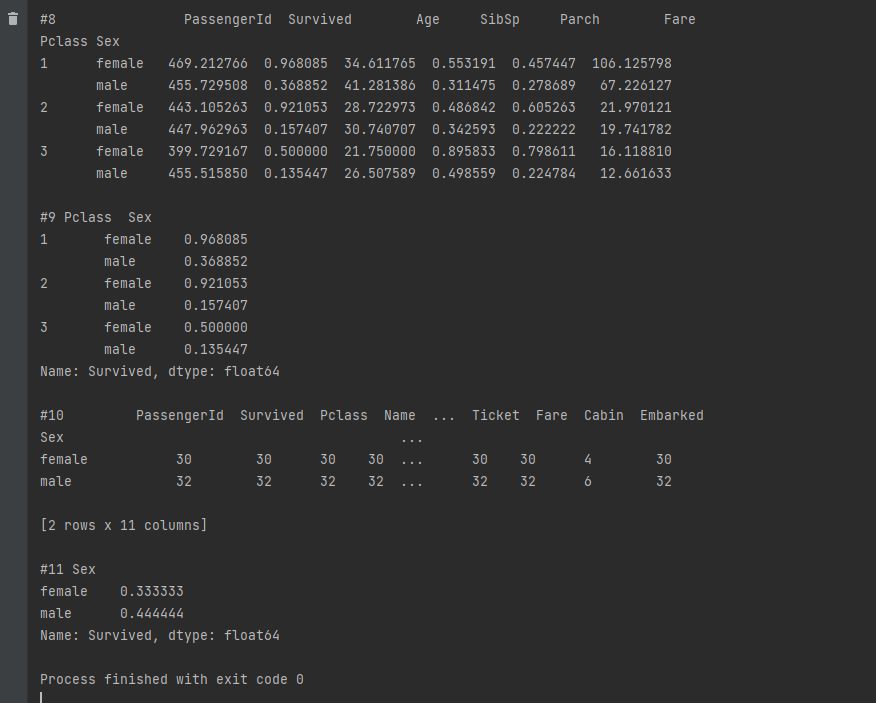 #8                PassengerId  Survived        Age     SibSp     Parch        Fare
Pclass Sex
1      female   469.212766  0.968085  34.611765  0.553191  0.457447  106.125798
       male     455.729508  0.368852  41.281386  0.311475  0.278689   67.226127
2      female   443.105263  0.921053  28.722973  0.486842  0.605263   21.970121
       male     447.962963  0.157407  30.740707  0.342593  0.222222   19.741782
3      female   399.729167  0.500000  21.750000  0.895833  0.798611   16.118810
       male     455.515850  0.135447  26.507589  0.498559  0.224784   12.661633
#9 Pclass  Sex
1       female    0.968085
        male      0.368852
2       female    0.921053
        male      0.157407
3       female    0.500000
        male      0.135447
Name: Survived, dtype: float64
#10         PassengerId  Survived  Pclass  Name  ...  Ticket  Fare  Cabin  Embarked
Sex                                          ...
female           30        30      30    30  ...      30    30      4        30
male             32        32      32    32  ...      32    32      6        32
[2 rows x 11 columns]
#11 Sex
female    0.333333
male      0.444444
Name: Survived, dtype: float64
Process finished with exit code 0